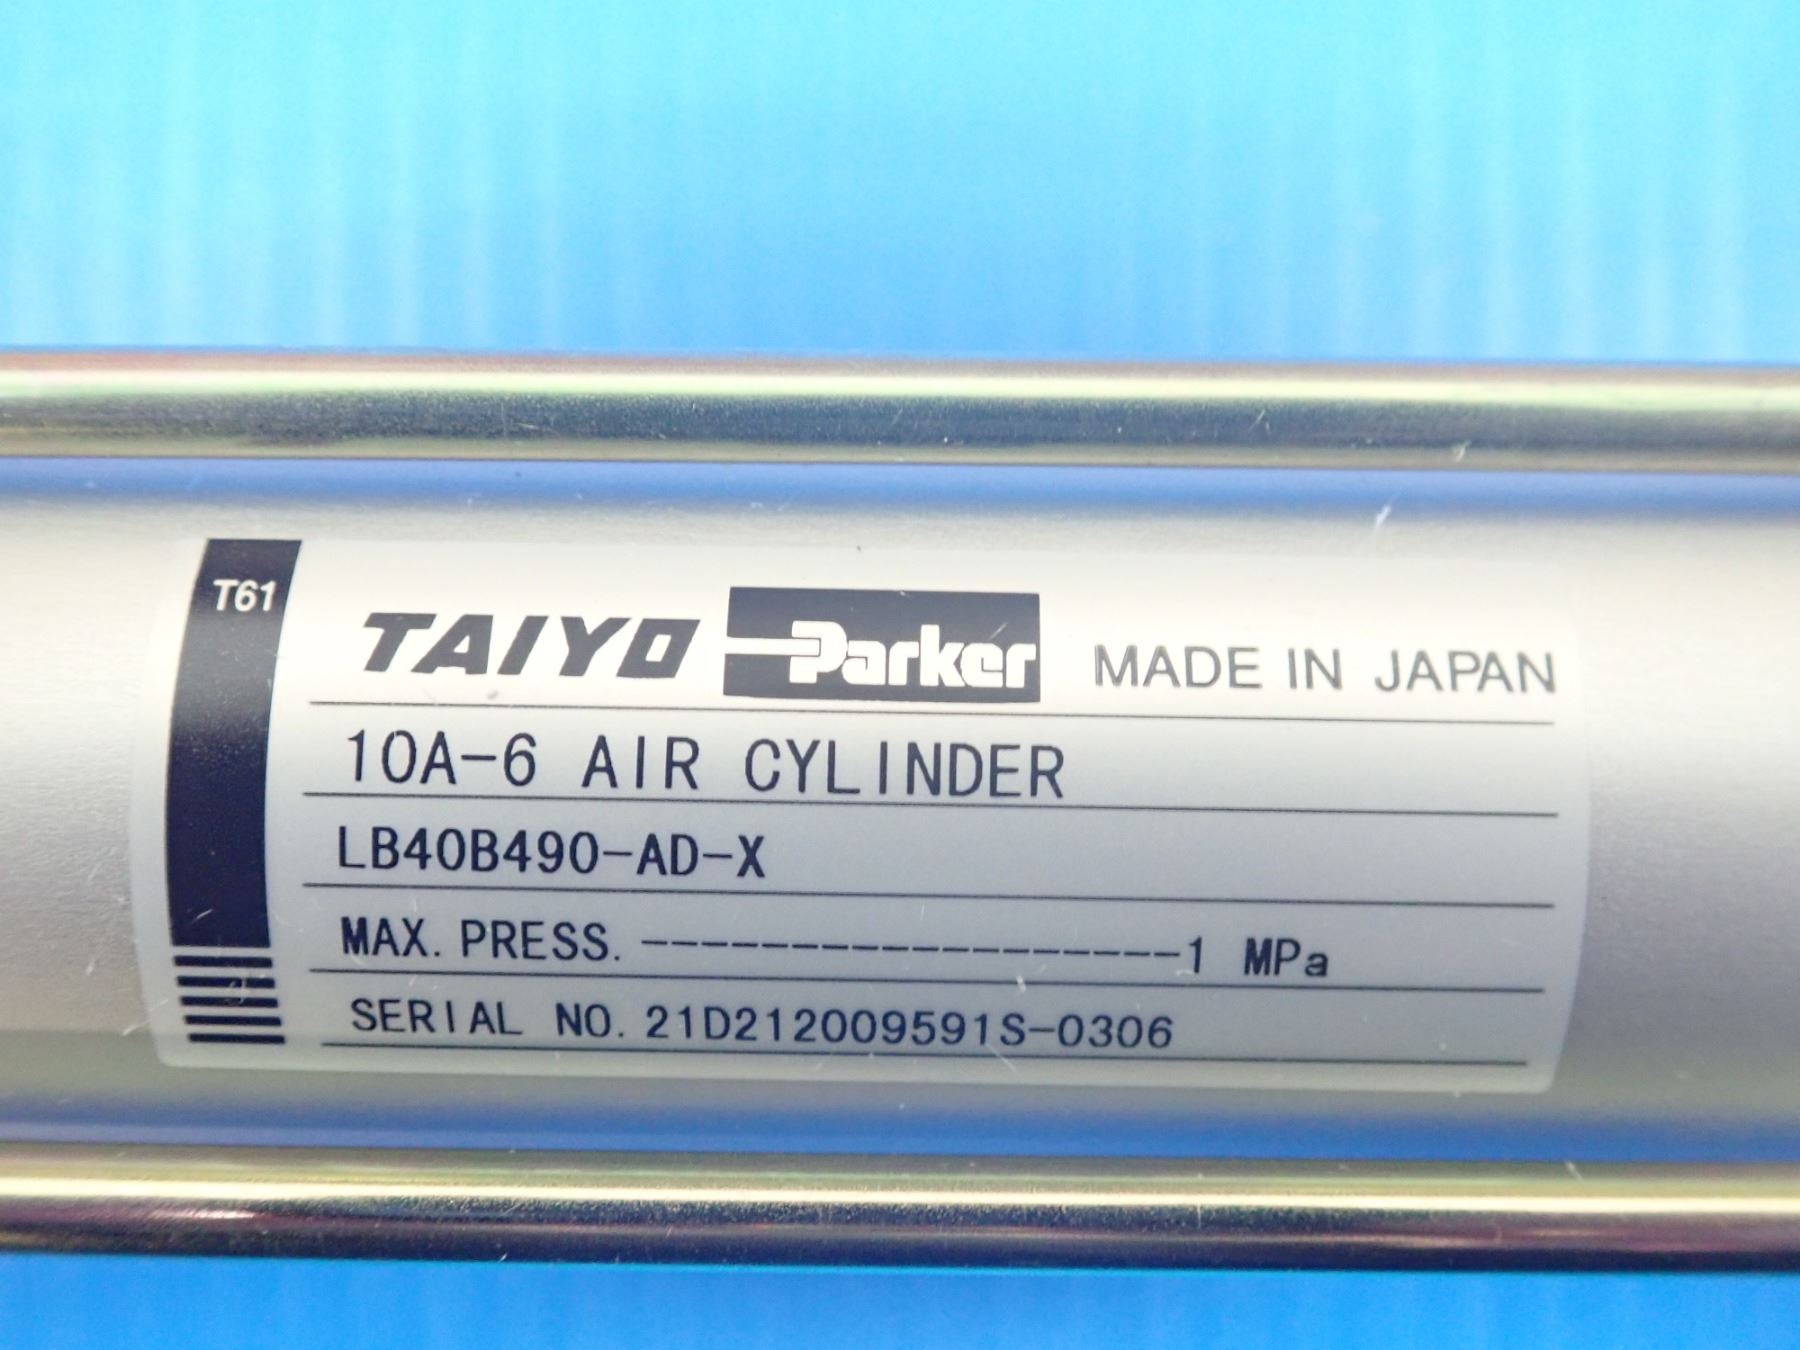 T61
TAIYO Parker MADE IN JAPAN
10A-6 AIR CYLINDER
LB40B490-AD-X
MAX. PRESS. ------------------1 MPa
SERIAL NO. 21D212009591S-0306